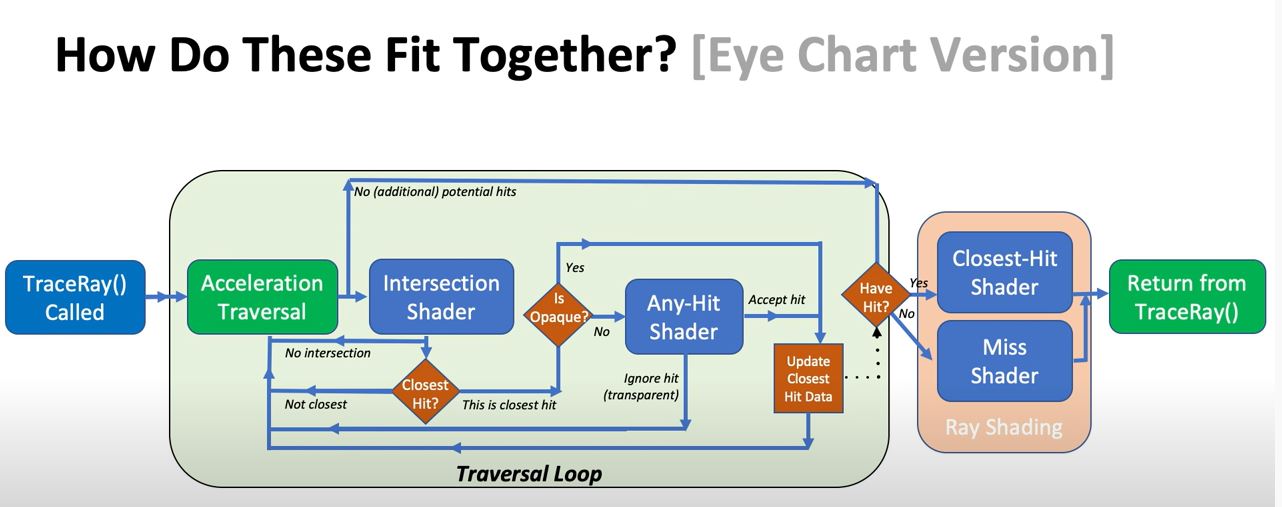 How Do These Fit Together? [Eye Chart Version]
No (additional) potential hits
TraceRay()
Called
Acceleration
Traversal
Intersection
Shader
No intersection
Closest
Hit?
Not closest
This is closest hit
Is
Opaque?
Yes
No
Any-Hit
Shader
Accept hit
Ignore hit
(transparent)
Update
Closest
Hit Data
Traversal Loop
Have
Hit?
Yes
No
Closest-Hit
Shader
Miss
Shader
Ray Shading
Return from
TraceRay()